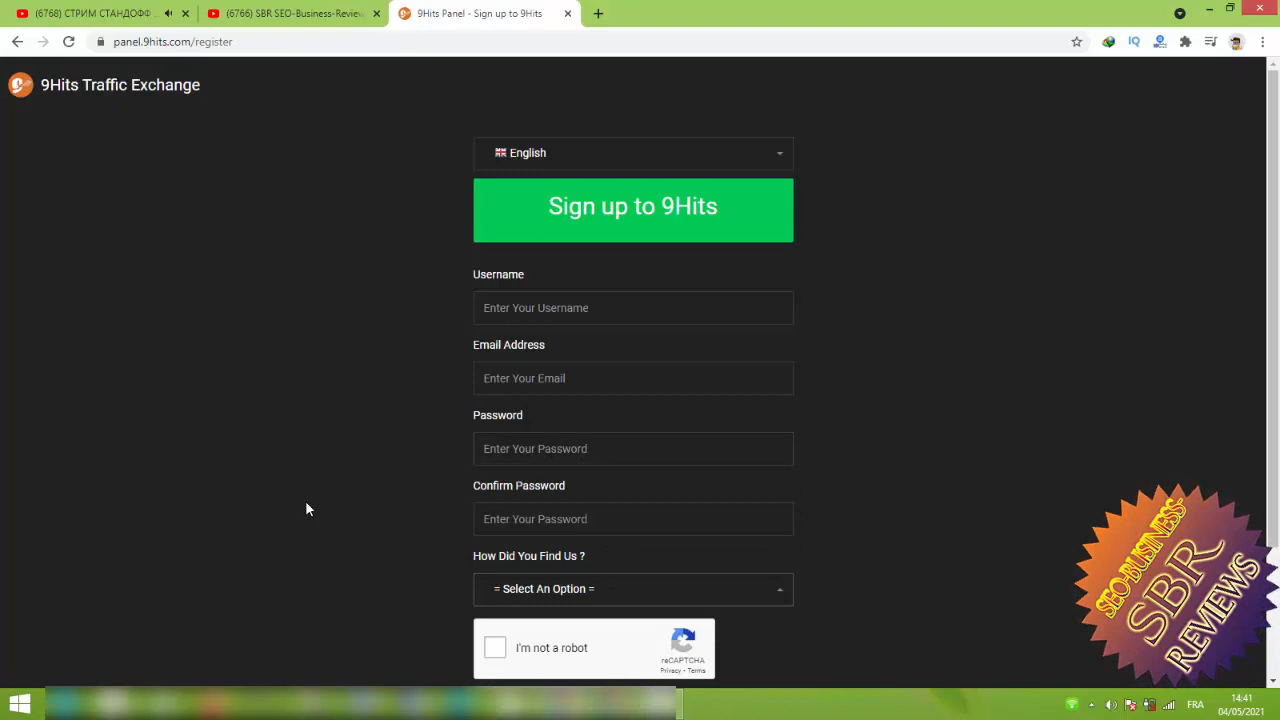 (6768) СТРИМ СТАНДОФФ
(6766) SBR SEO-Business-Review
9Hits Panel - Sign up to 9Hits
panel.9hits.com/register
9Hits Traffic Exchange
English
Sign up to 9Hits
Username
Enter Your Username
Email Address
Enter Your Email
Password
Enter Your Password
Confirm Password
Enter Your Password
How Did You Find Us ?
= Select An Option =
I'm not a robot
reCAPTCHA
Privacy - Terms
SEO-BUSINESS-
SBR
REVIEWS
FRA
14:41
04/05/2021